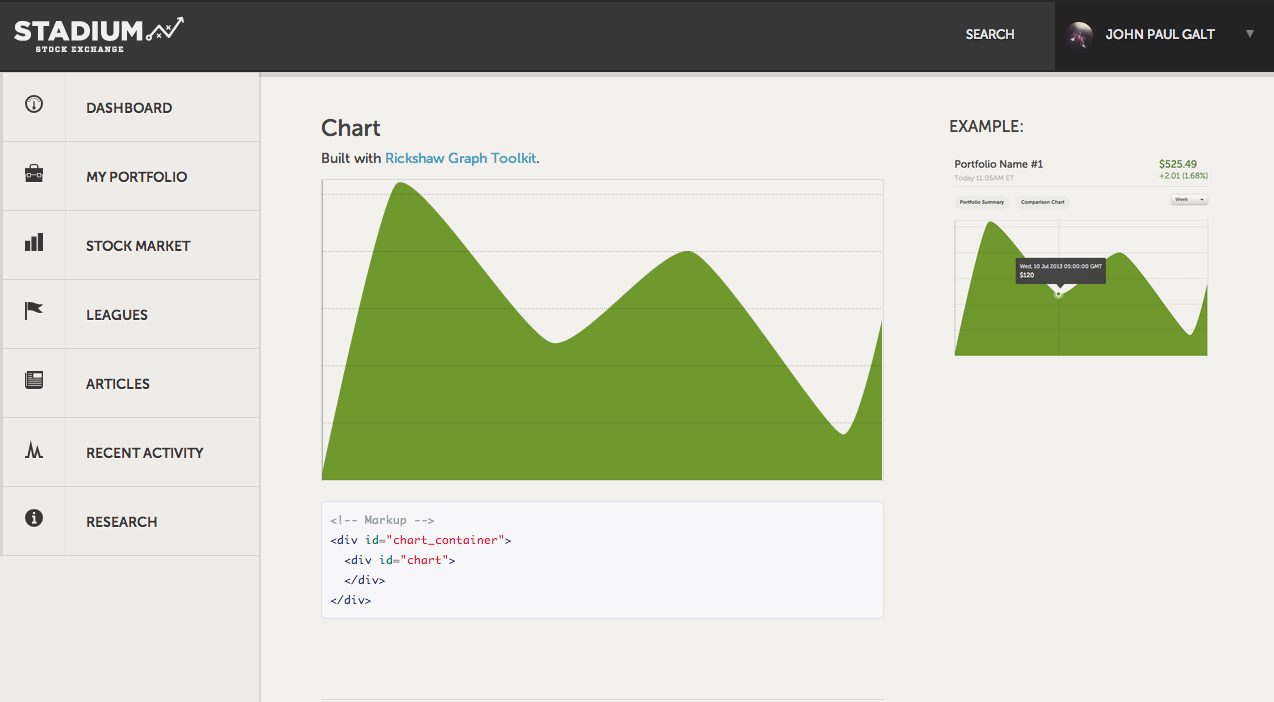 STADIUM
STOCK EXCHANGE
SEARCH
JOHN PAUL GALT
DASHBOARD
MY PORTFOLIO
STOCK MARKET
LEAGUES
ARTICLES
RECENT ACTIVITY
RESEARCH
Chart
Built with Rickshaw Graph Toolkit.
<!-- Markup -->
<div id="chart_container">
<div id="chart">
</div>
</div>
EXAMPLE:
Portfolio Name #1 $525.49
Today 11:05AM ET +2.01 (1.68%)
Portfolio Summary Comparison Chart Week
Wed, 10 Jul 2013 05:00:00 GMT
$120